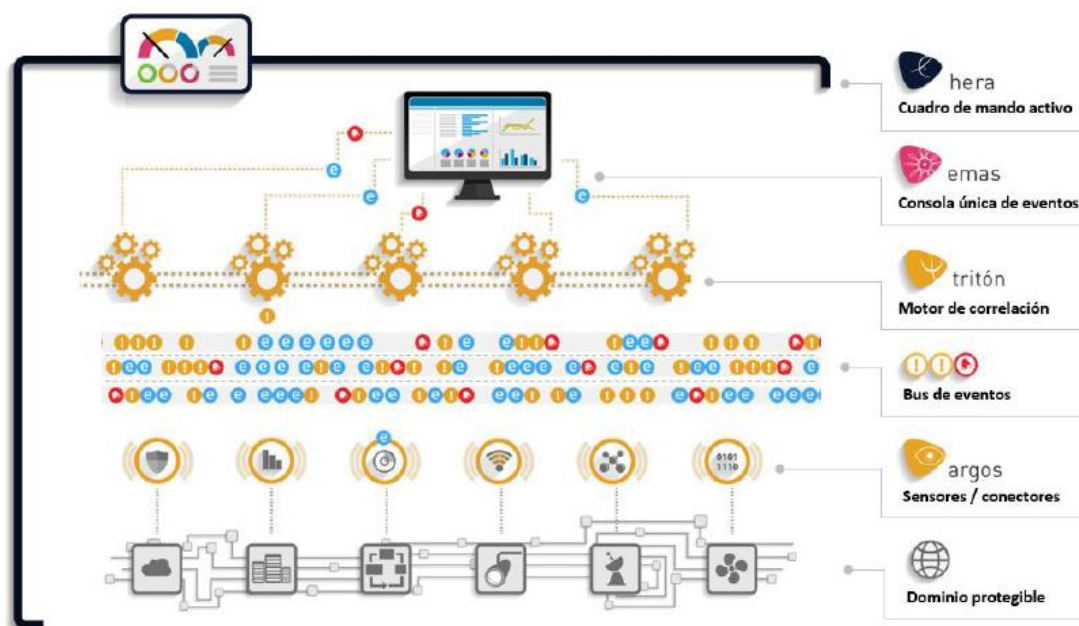 hera
Cuadro de mando activo
emas
Consola única de eventos
tritón
Motor de correlación
Bus de eventos
argos
Sensores / conectores
0101
1110
Dominio protegible